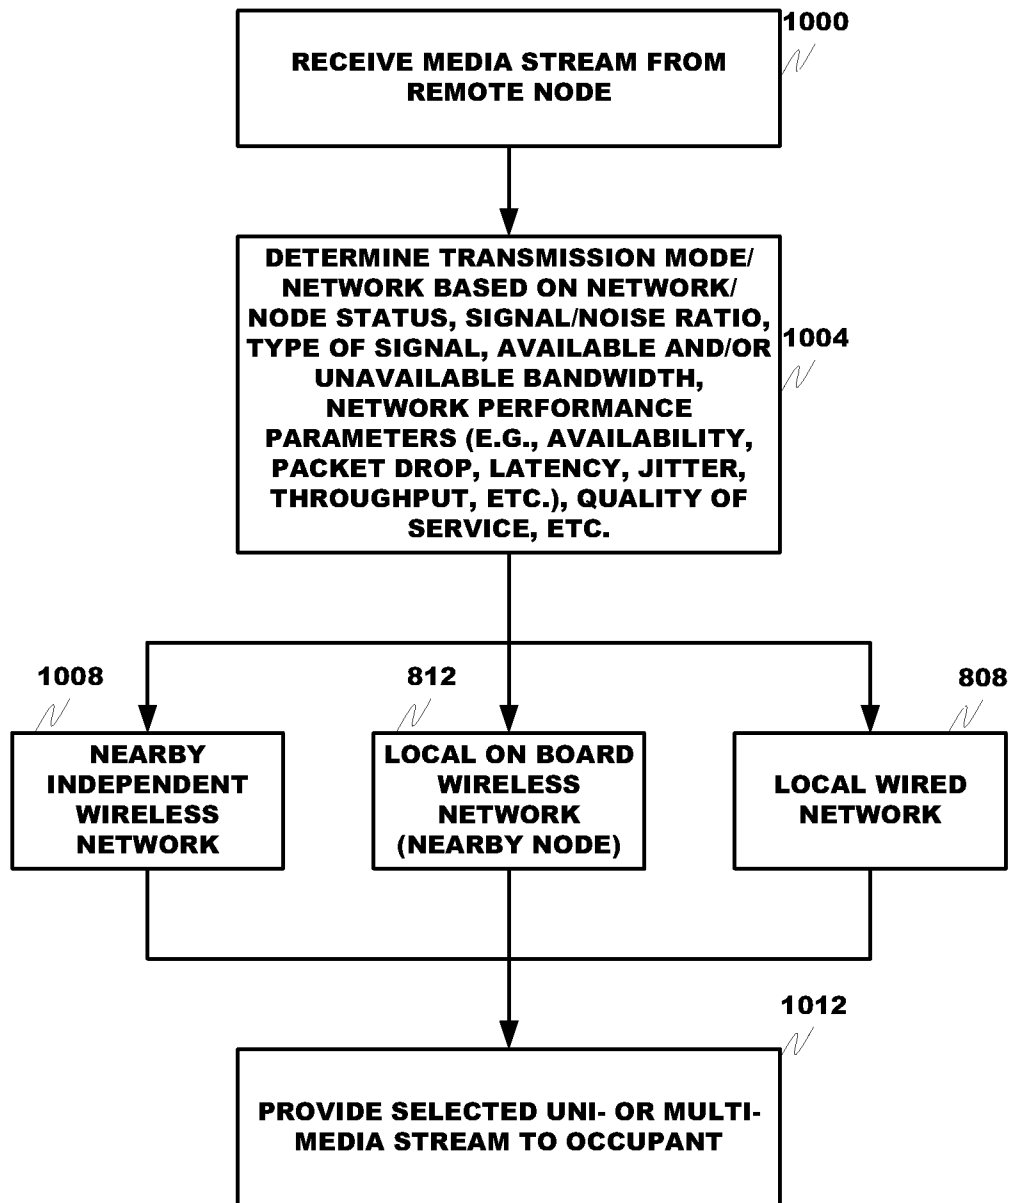 1000
RECEIVE MEDIA STREAM FROM
REMOTE NODE
DETERMINE TRANSMISSION MODE/
NETWORK BASED ON NETWORK/
NODE STATUS, SIGNAL/NOISE RATIO,
TYPE OF SIGNAL, AVAILABLE AND/OR
UNAVAILABLE BANDWIDTH,
NETWORK PERFORMANCE
PARAMETERS (E.G., AVAILABILITY,
PACKET DROP, LATENCY, JITTER,
THROUGHPUT, ETC.), QUALITY OF
SERVICE, ETC.
1004
1008
NEARBY
INDEPENDENT
WIRELESS
NETWORK
812
LOCAL ON BOARD
WIRELESS
NETWORK
(NEARBY NODE)
808
LOCAL WIRED
NETWORK
1012
PROVIDE SELECTED UNI- OR MULTI-
MEDIA STREAM TO OCCUPANT